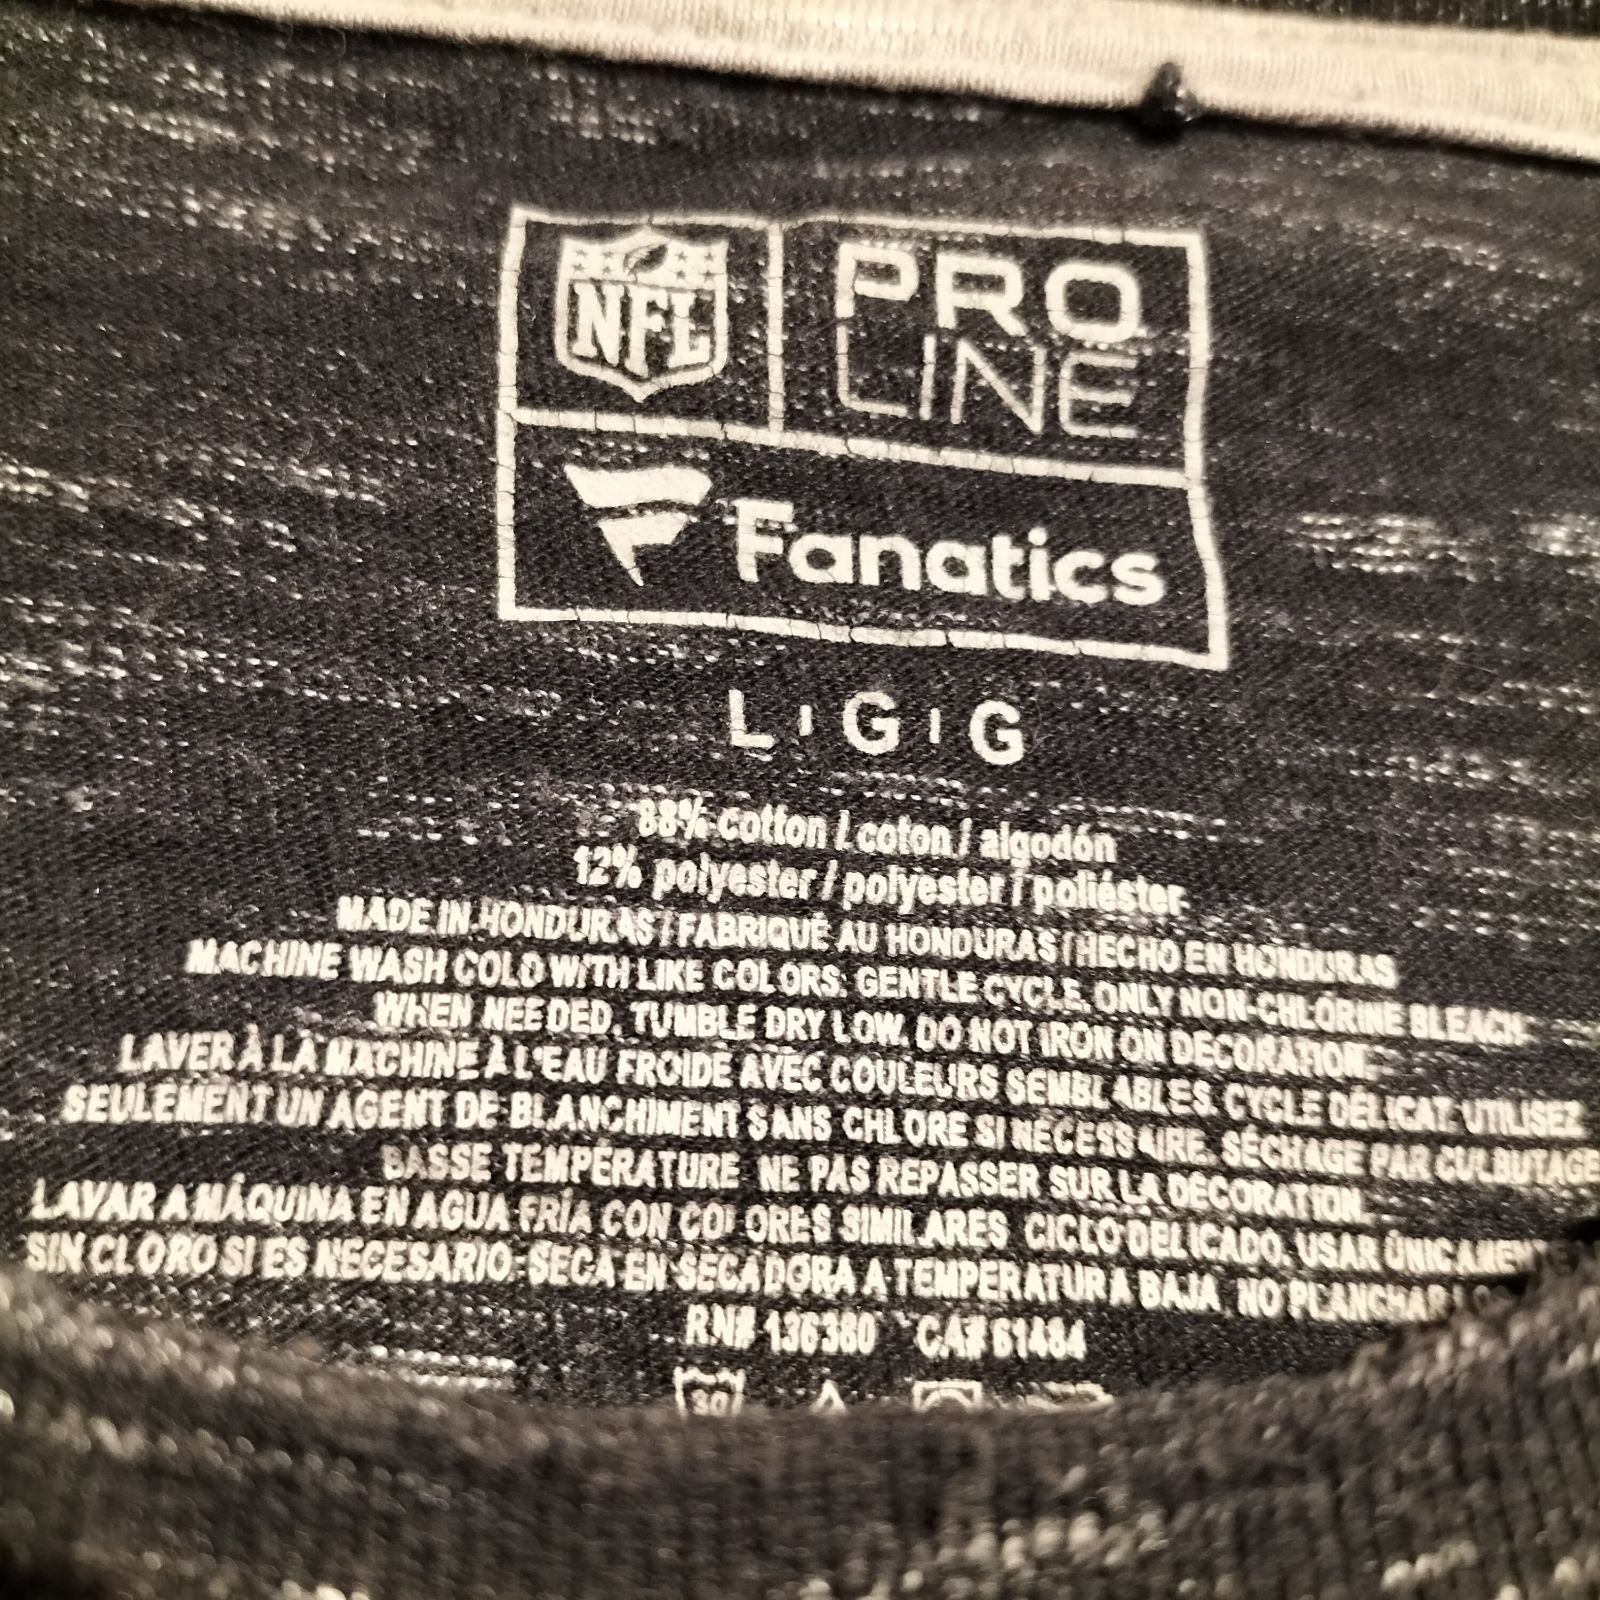 NFL
PRO
LINE
Fanatics
L | G | G
88% cotton / coton / algodón
12% polyester / polyester / poliéster
MADE IN HONDURAS / FABRIQUÉ AU HONDURAS / HECHO EN HONDURAS
MACHINE WASH COLD WITH LIKE COLORS; GENTLE CYCLE. ONLY NON-CHLORINE BLEACH
WHEN NEEDED. TUMBLE DRY LOW. DO NOT IRON ON DECORATION.
LAVER À LA MACHINE À L'EAU FROIDE AVEC COULEURS SEMBLABLES. CYCLE DÉLICAT. UTILISEZ
SEULEMENT UN AGENT DE BLANCHIMENT SANS CHLORE SI NÉCESSAIRE. SÉCHAGE PAR CULBUTAGE
BASSE TEMPÉRATURE. NE PAS REPASSER SUR LA DÉCORATION.
LAVAR A MÁQUINA EN AGUA FRÍA CON COLORES SIMILARES. CICLO DELICADO. USAR
SIN CLORO SI ES NECESARIO. SECA EN SECADORA A TEMPERATURA BAJA. NO PLANCHAR
RN# 136380 CA# 61484
30